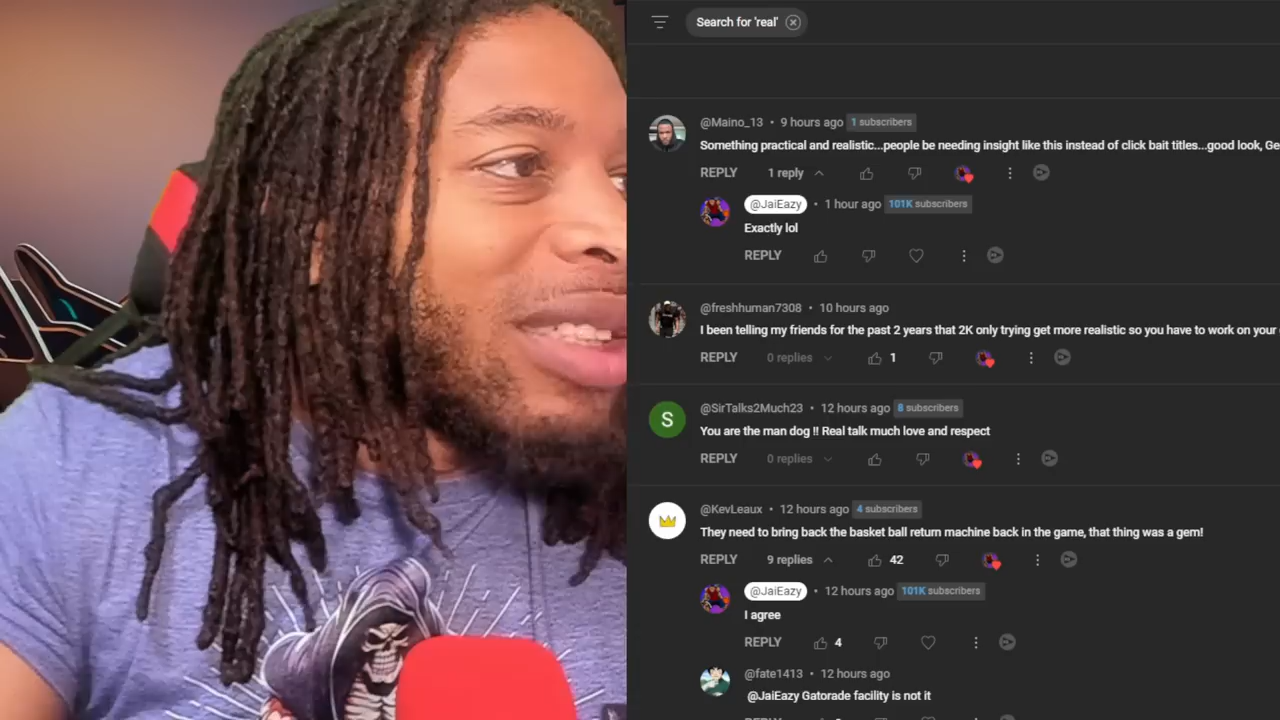 Search for 'real'
@Maino_13 • 9 hours ago 1 subscribers
Something practical and realistic...people be needing insight like this instead of click bait titles...good look, Ge
REPLY 1 reply
@JaiEazy • 1 hour ago 101K subscribers
Exactly lol
REPLY
@freshhuman7308 • 10 hours ago
I been telling my friends for the past 2 years that 2K only trying get more realistic so you have to work on your
REPLY 0 replies 1
S
@SirTalks2Much23 • 12 hours ago 8 subscribers
You are the man dog !! Real talk much love and respect
REPLY 0 replies
@KevLeaux • 12 hours ago 4 subscribers
They need to bring back the basket ball return machine back in the game, that thing was a gem!
REPLY 9 replies 42
@JaiEazy • 12 hours ago 101K subscribers
I agree
REPLY 4
@fate1413 • 12 hours ago
@JaiEazy Gatorade facility is not it